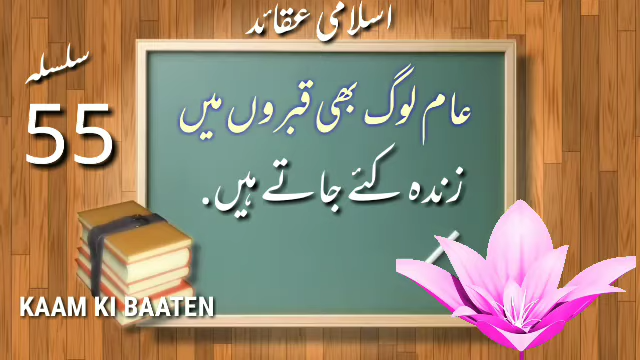 اسلامی عقائد
سلسلہ
55
عام لوگ بھی قبروں میں
زندہ کئے جاتے ہیں.
KAAM KI BAATEN